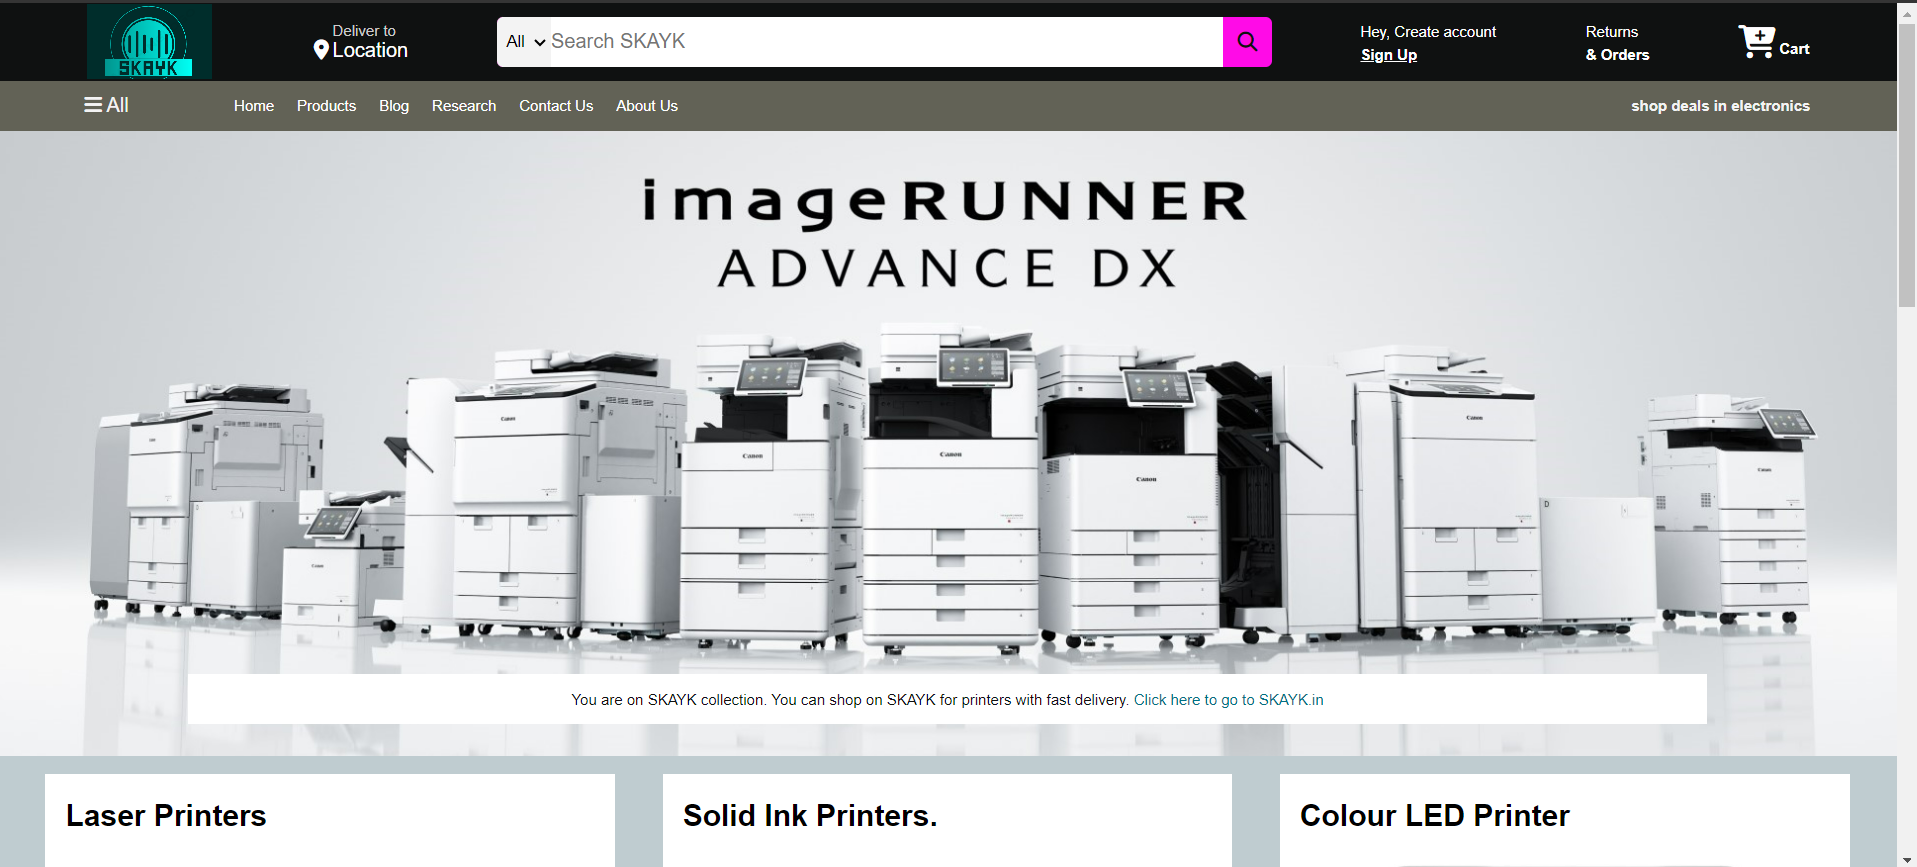 SKAYK
Deliver to
Location
All
Search SKAYK
Hey, Create account
Sign Up
Returns
& Orders
Cart
All
Home
Products
Blog
Research
Contact Us
About Us
shop deals in electronics
imageRUNNER
ADVANCE DX
Canon
Canon
Canon
Canon
Canon
Canon
Canon
D
You are on SKAYK collection. You can shop on SKAYK for printers with fast delivery. Click here to go to SKAYK.in
Laser Printers
Solid Ink Printers.
Colour LED Printer